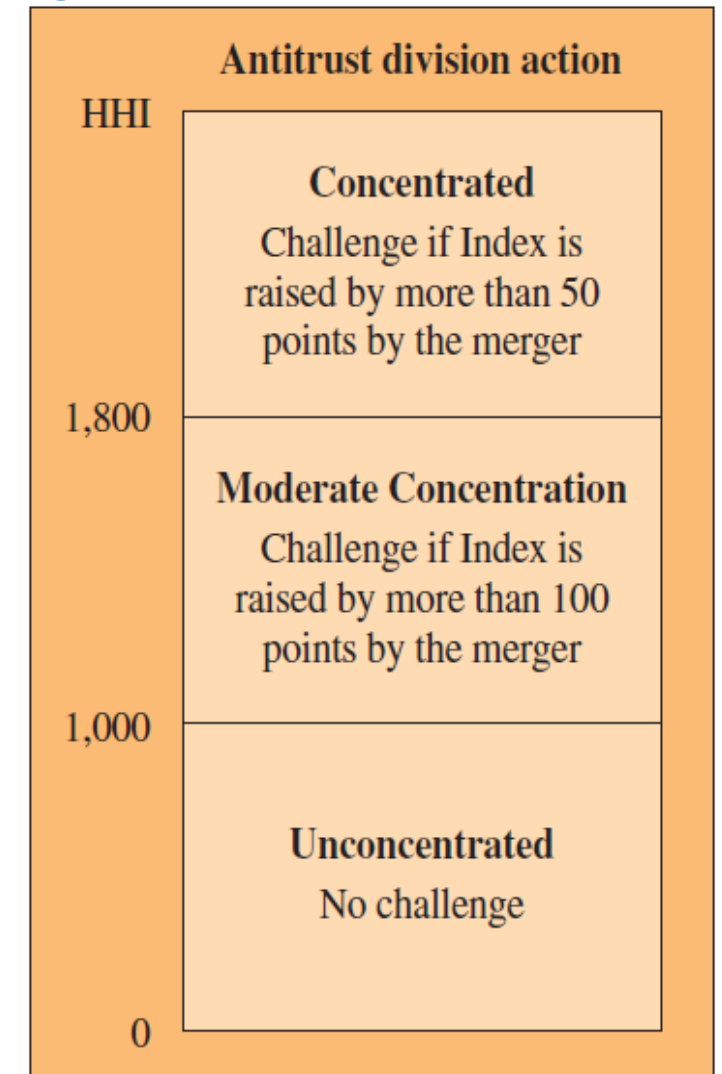 Antitrust division action
HHI
Concentrated
Challenge if Index is
raised by more than 50
points by the merger
1,800
Moderate Concentration
Challenge if Index is
raised by more than 100
points by the merger
1,000
Unconcentrated
No challenge
0